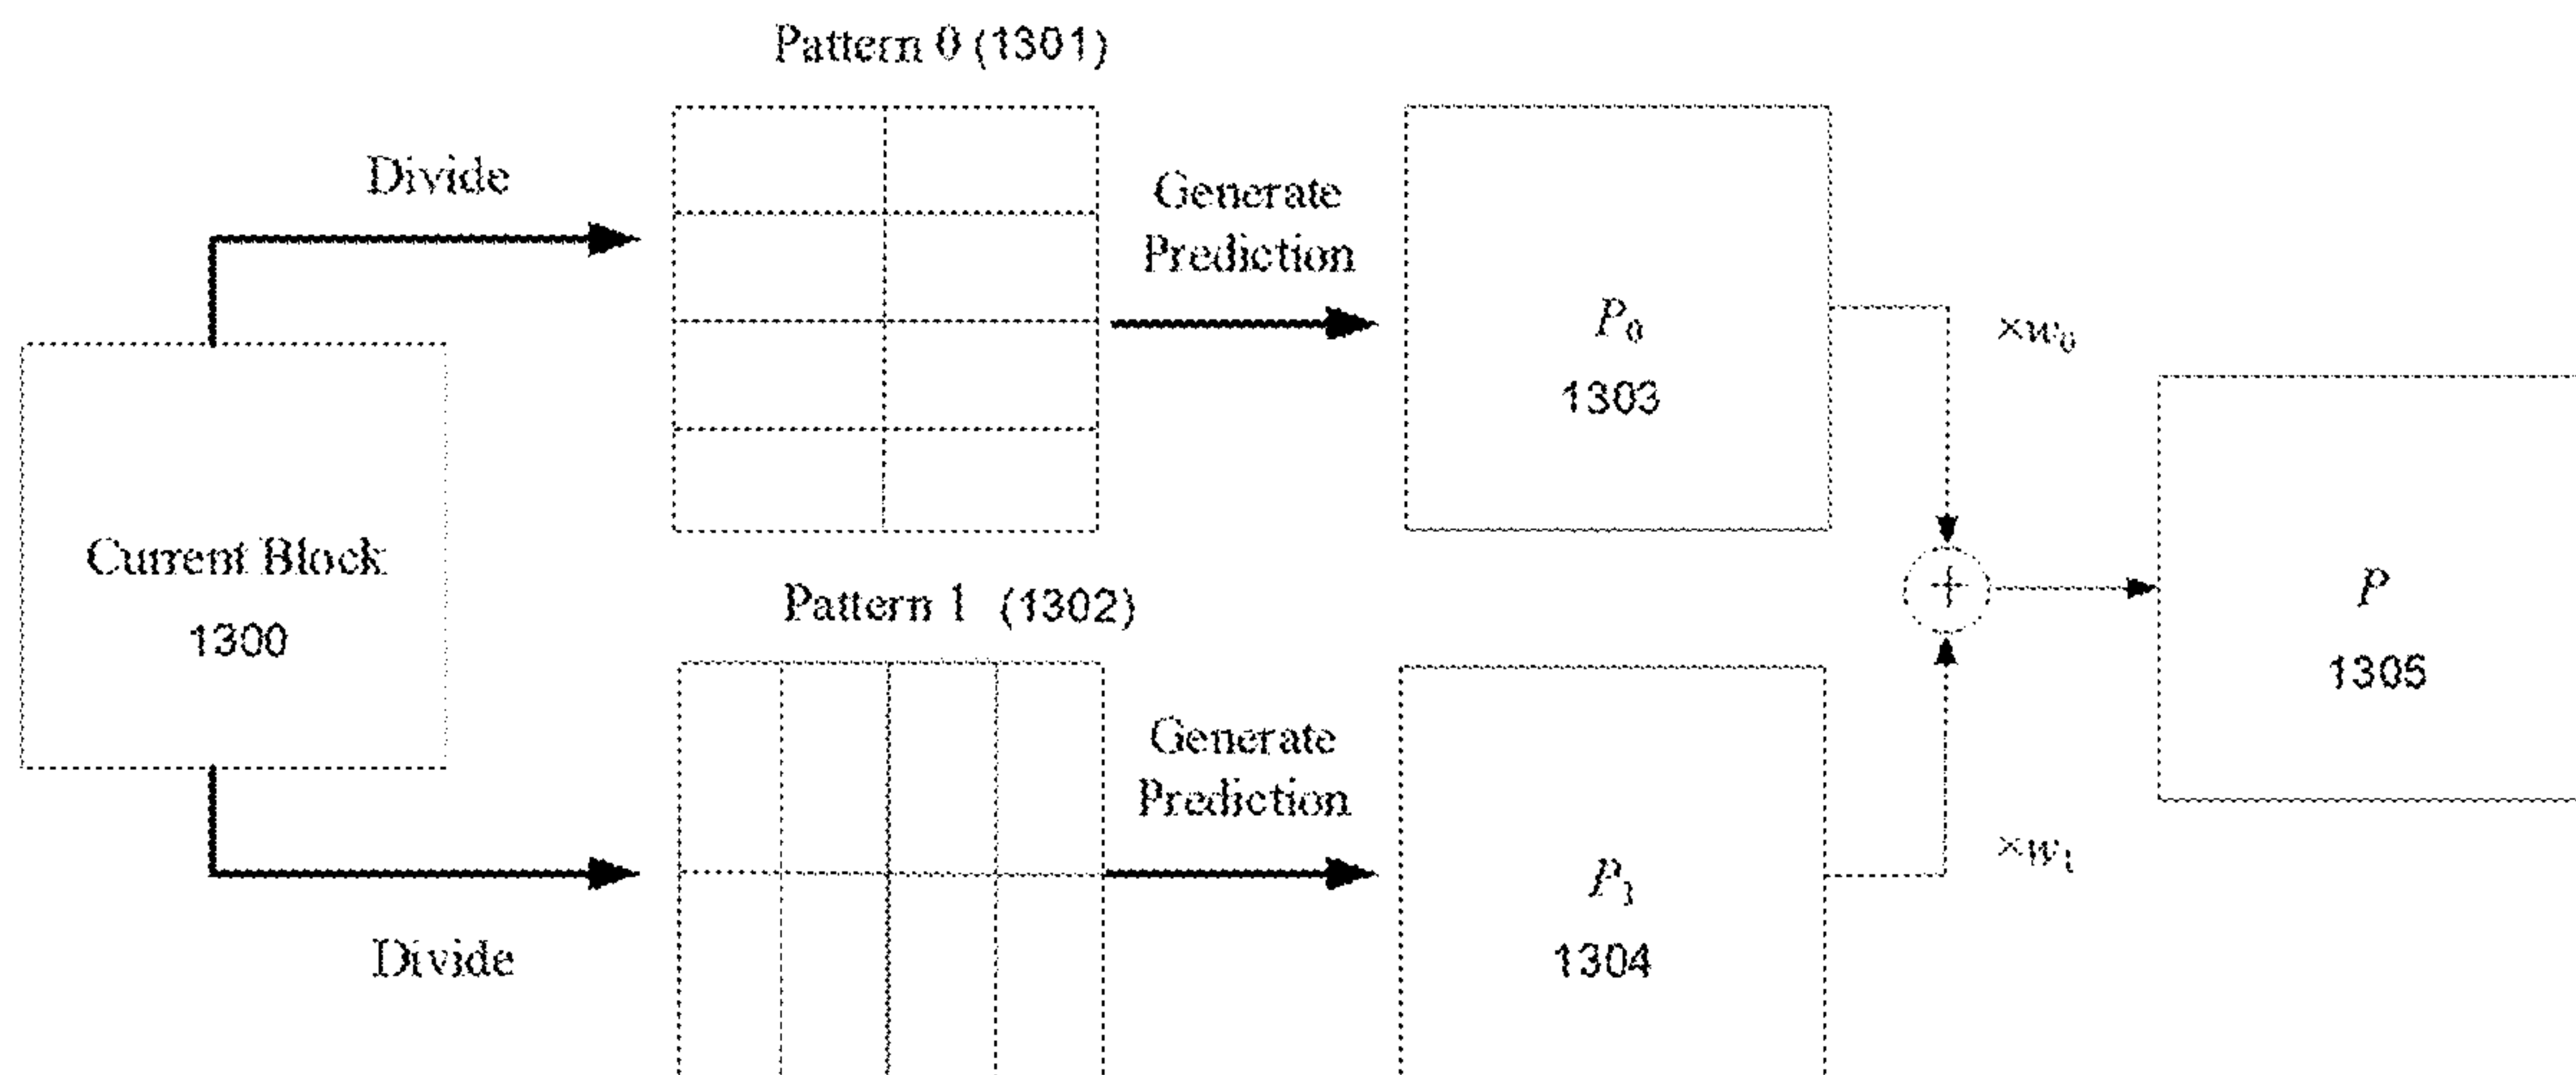 Pattern 0 (1301)
Divide
Generate
Prediction
P₀
1303
×w₀
Current Block
1300
Pattern 1 (1302)
+
P
1305
Generate
Prediction
P₁
1304
×w₁
Divide